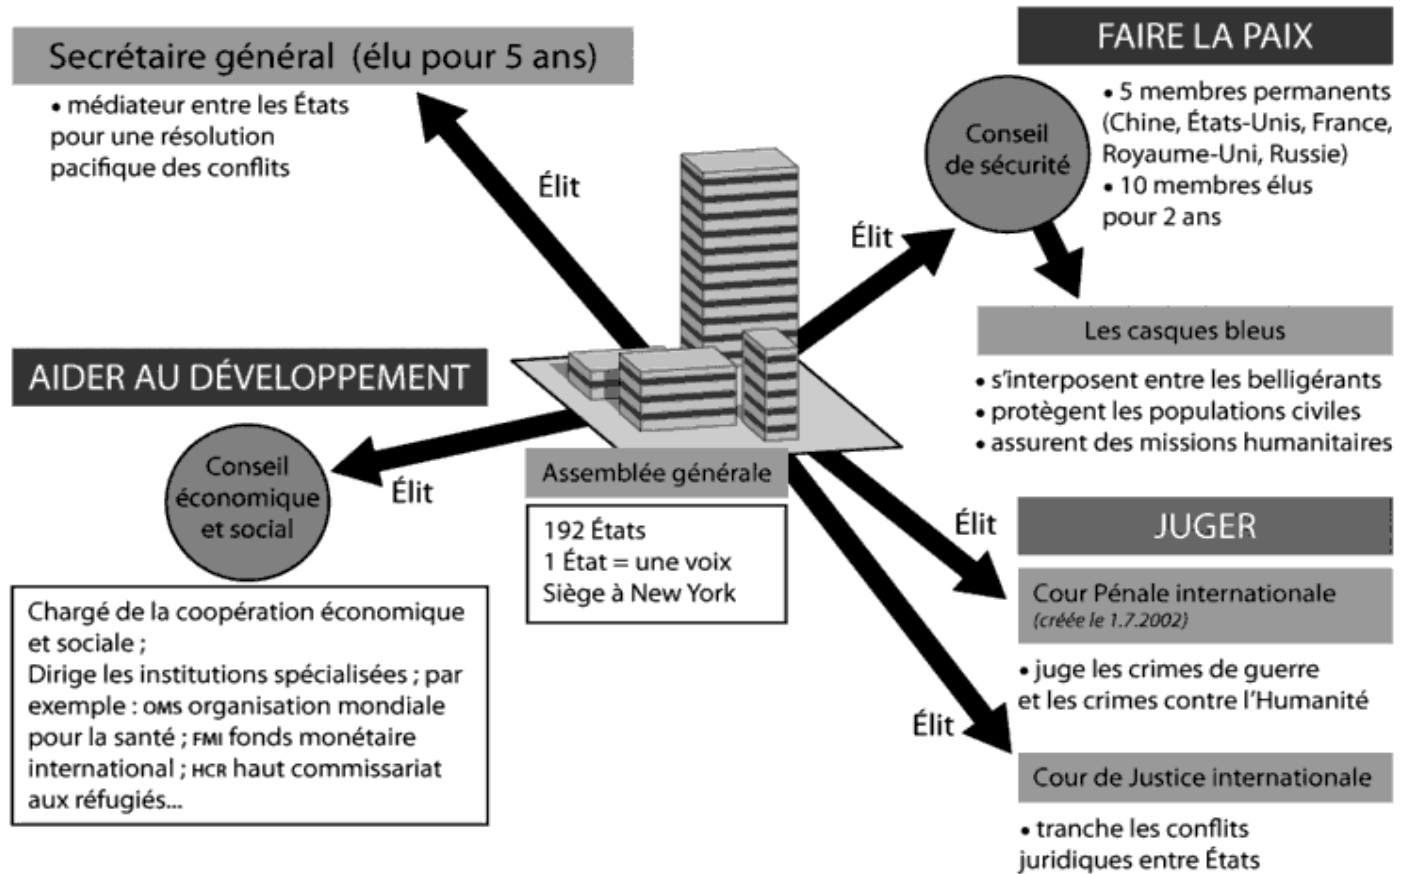 Secrétaire général (élu pour 5 ans)
• médiateur entre les États
pour une résolution
pacifique des conflits
Élit
FAIRE LA PAIX
Conseil
de sécurité
• 5 membres permanents
(Chine, États-Unis, France,
Royaume-Uni, Russie)
• 10 membres élus
pour 2 ans
Élit
Les casques bleus
• s'interposent entre les belligérants
• protègent les populations civiles
• assurent des missions humanitaires
AIDER AU DÉVELOPPEMENT
Conseil
économique
et social
Élit
Chargé de la coopération économique
et sociale ;
Dirige les institutions spécialisées ; par
exemple : OMS organisation mondiale
pour la santé ; FMI fonds monétaire
international ; HCR haut commissariat
aux réfugiés...
Assemblée générale
192 États
1 État = une voix
Siège à New York
Élit
JUGER
Cour Pénale internationale
(créée le 1.7.2002)
• juge les crimes de guerre
et les crimes contre l'Humanité
Élit
Cour de Justice internationale
• tranche les conflits
juridiques entre États